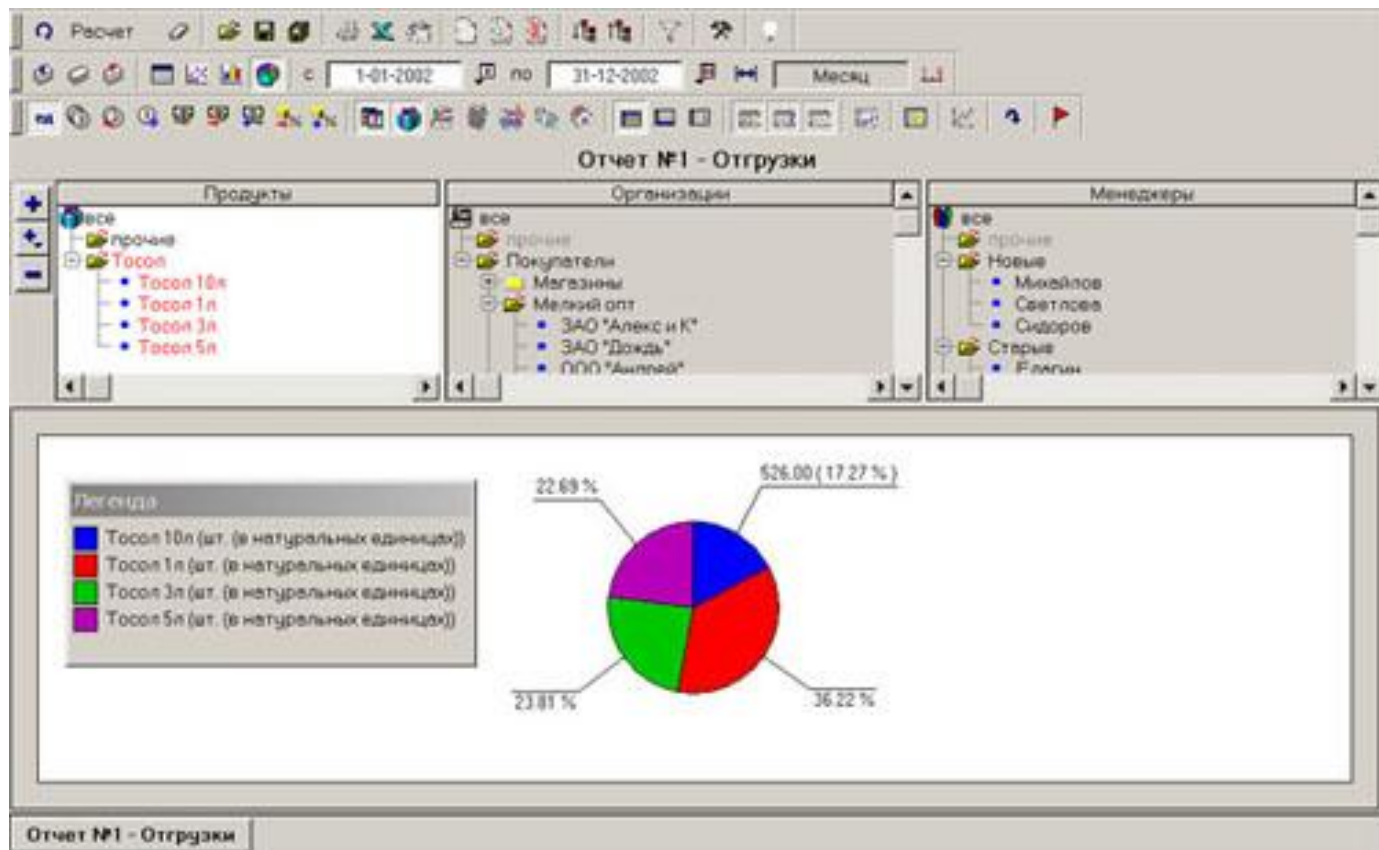 Расчет
с 1-01-2002 по 31-12-2002 Месяц
Отчет №1 - Отгрузки
Продукты
все
прочие
Тосол
Тосол 10л
Тосол 1л
Тосол 3л
Тосол 5л
Организации
все
прочие
Покупатели
Магазины
Мелкий опт
ЗАО "Алекс и К"
ЗАО "Дождь"
ООО "Андрей"
Менеджеры
все
прочие
Новые
Михайлов
Светлова
Сидоров
Старые
Елагин
Легенда
Тосол 10л (шт. (в натуральных единицах))
Тосол 1л (шт. (в натуральных единицах))
Тосол 3л (шт. (в натуральных единицах))
Тосол 5л (шт. (в натуральных единицах))
22.69 %
526.00 ( 17.27 % )
23.81 %
36.22 %
Отчет №1 - Отгрузки